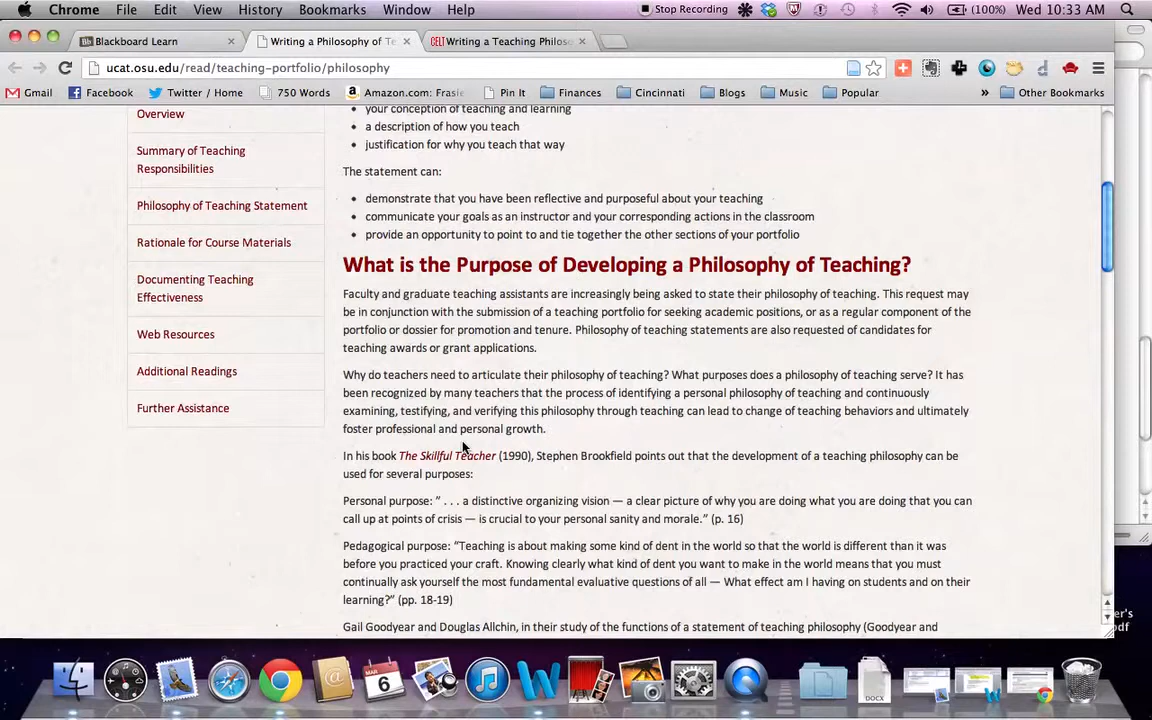 Chrome File Edit View History Bookmarks Window Help Stop Recording (100%) Wed 10:33 AM
Bb Blackboard Learn Writing a Philosophy of Te CELT Writing a Teaching Philos
ucat.osu.edu/read/teaching-portfolio/philosophy
Gmail Facebook Twitter / Home 750 Words Amazon.com: Frasie Pin It Finances Cincinnati Blogs Music Popular » Other Bookmarks
Overview
Summary of Teaching
Responsibilities
Philosophy of Teaching Statement
Rationale for Course Materials
Documenting Teaching
Effectiveness
Web Resources
Additional Readings
Further Assistance
• your conception of teaching and learning
• a description of how you teach
• justification for why you teach that way
The statement can:
• demonstrate that you have been reflective and purposeful about your teaching
• communicate your goals as an instructor and your corresponding actions in the classroom
• provide an opportunity to point to and tie together the other sections of your portfolio
What is the Purpose of Developing a Philosophy of Teaching?
Faculty and graduate teaching assistants are increasingly being asked to state their philosophy of teaching. This request may
be in conjunction with the submission of a teaching portfolio for seeking academic positions, or as a regular component of the
portfolio or dossier for promotion and tenure. Philosophy of teaching statements are also requested of candidates for
teaching awards or grant applications.
Why do teachers need to articulate their philosophy of teaching? What purposes does a philosophy of teaching serve? It has
been recognized by many teachers that the process of identifying a personal philosophy of teaching and continuously
examining, testifying, and verifying this philosophy through teaching can lead to change of teaching behaviors and ultimately
foster professional and personal growth.
In his book The Skillful Teacher (1990), Stephen Brookfield points out that the development of a teaching philosophy can be
used for several purposes:
Personal purpose: ” . . . a distinctive organizing vision — a clear picture of why you are doing what you are doing that you can
call up at points of crisis — is crucial to your personal sanity and morale.” (p. 16)
Pedagogical purpose: “Teaching is about making some kind of dent in the world so that the world is different than it was
before you practiced your craft. Knowing clearly what kind of dent you want to make in the world means that you must
continually ask yourself the most fundamental evaluative questions of all — What effect am I having on students and on their
learning?” (pp. 18-19)
Gail Goodyear and Douglas Allchin, in their study of the functions of a statement of teaching philosophy (Goodyear and
er's
df
MAR
6
DOCX